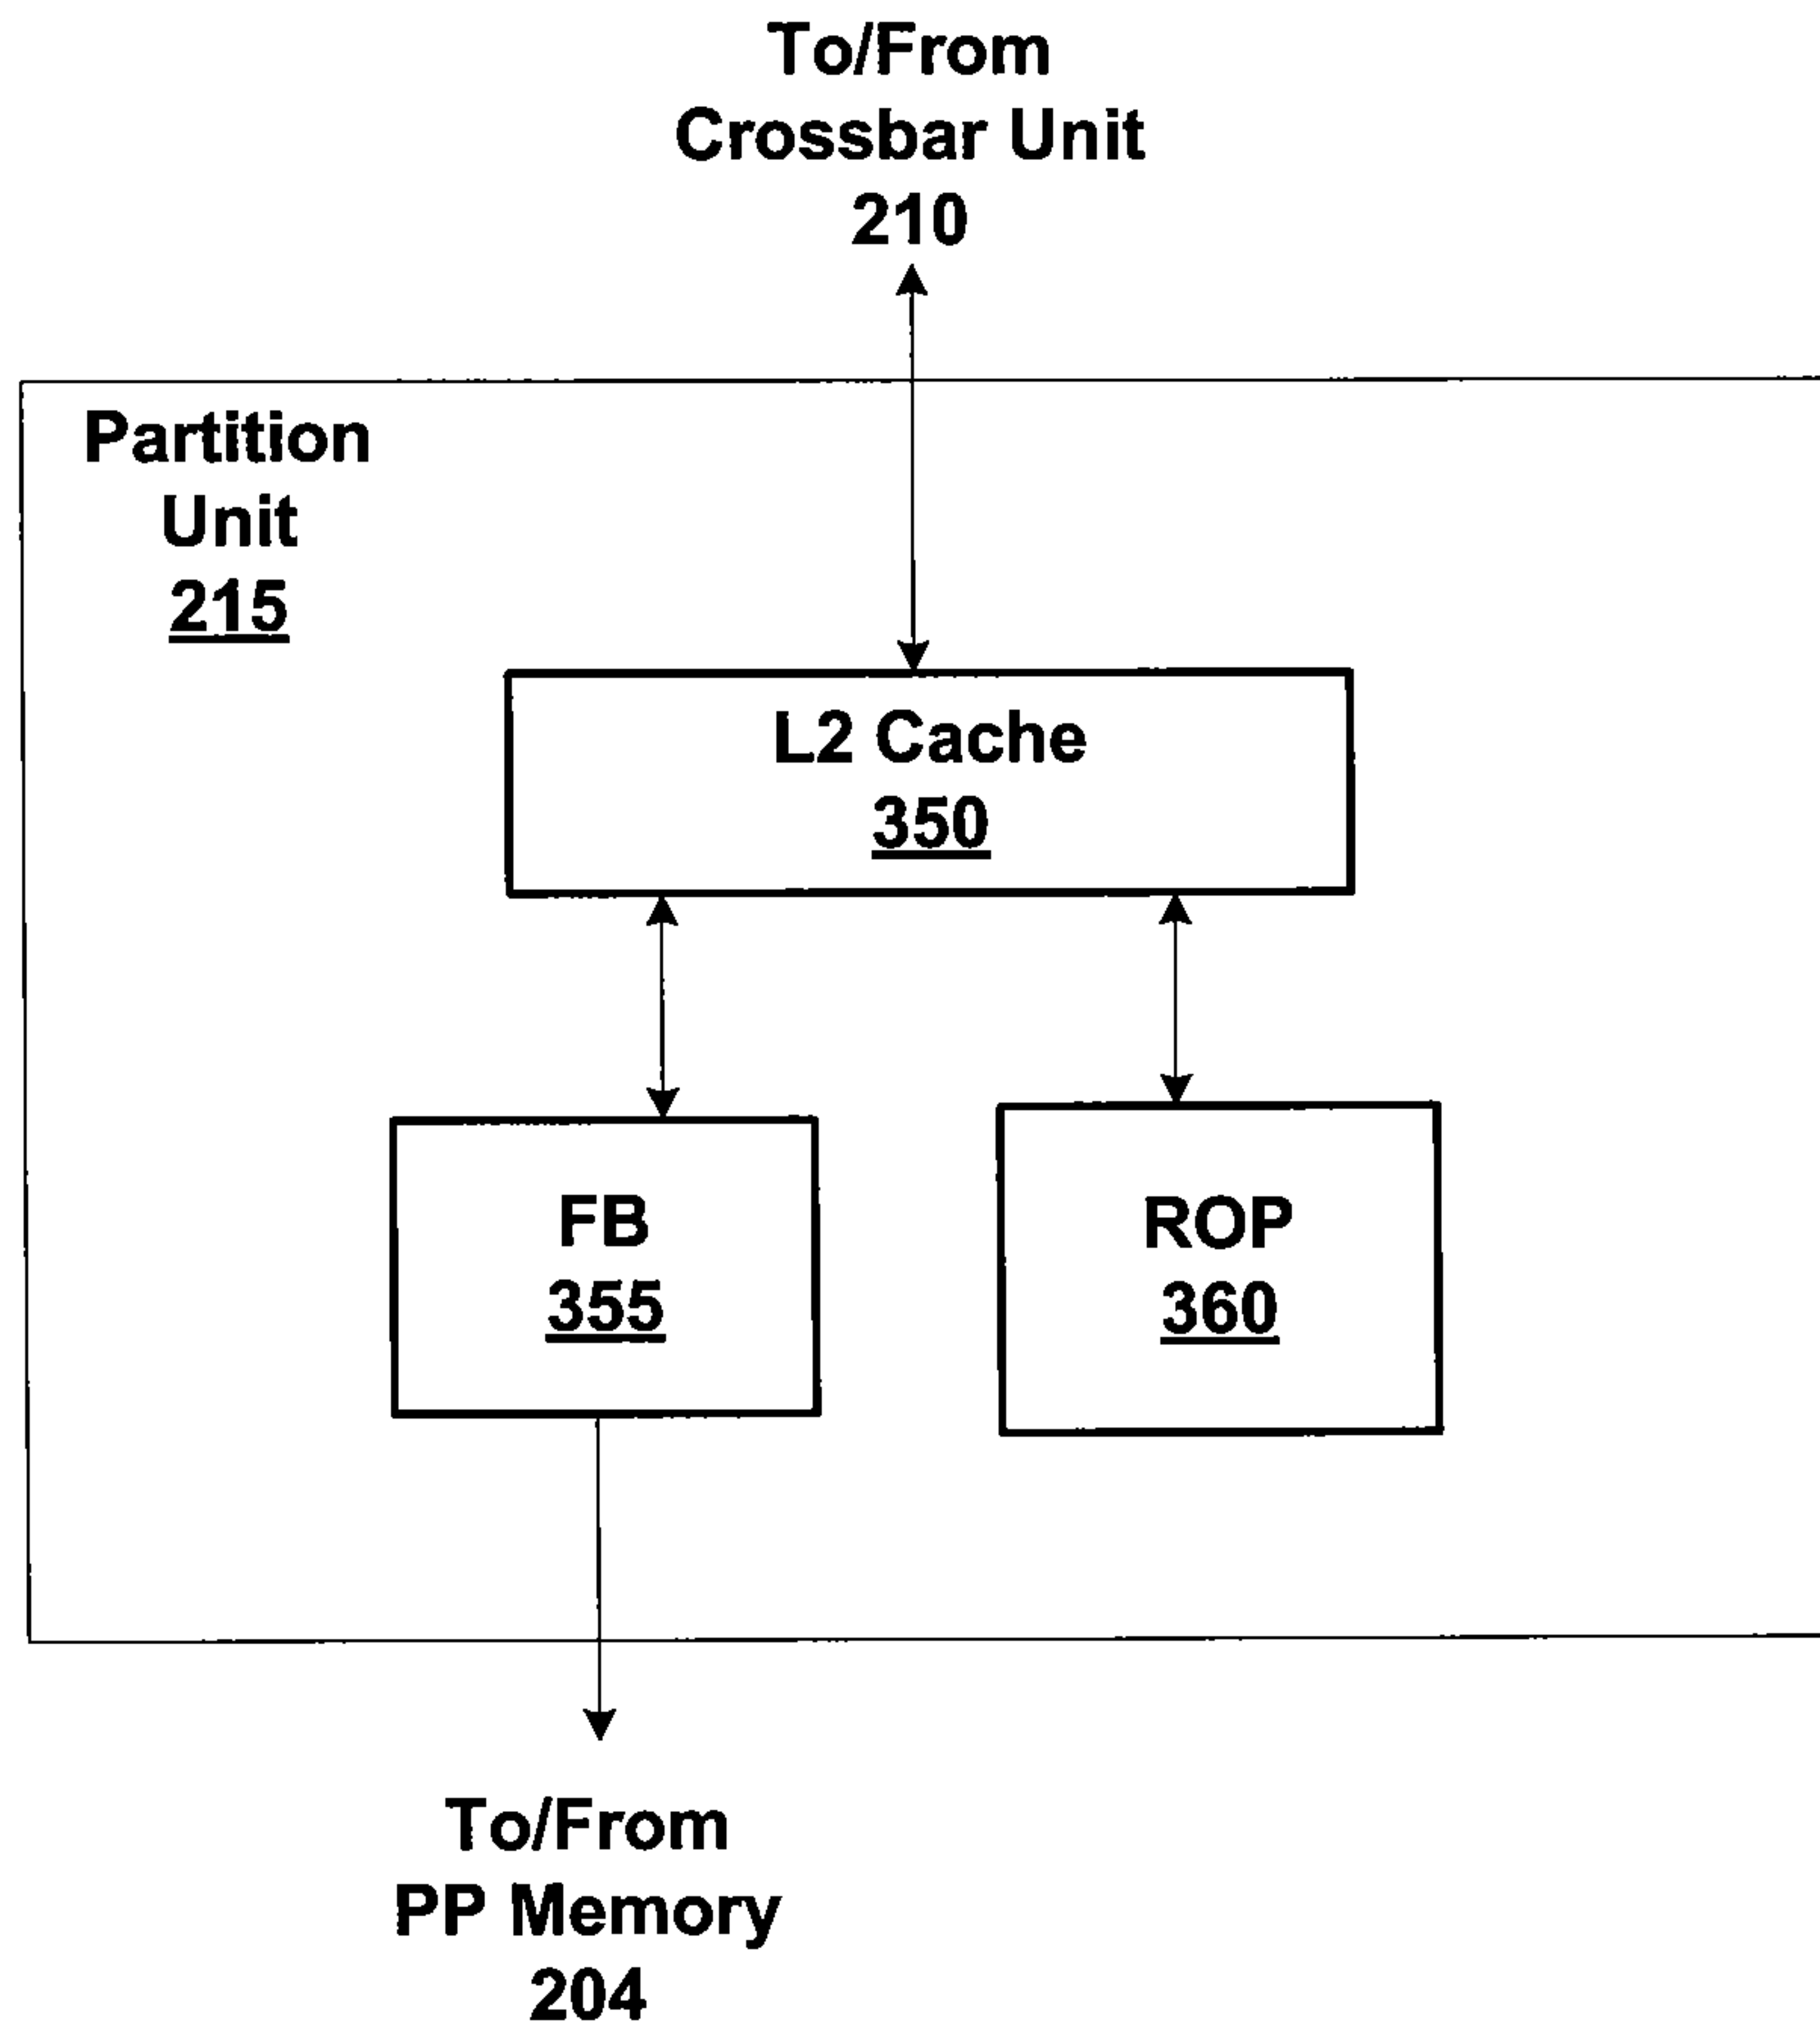 To/From
Crossbar Unit
210
Partition
Unit
215
L2 Cache
350
FB
355
ROP
360
To/From
PP Memory
204